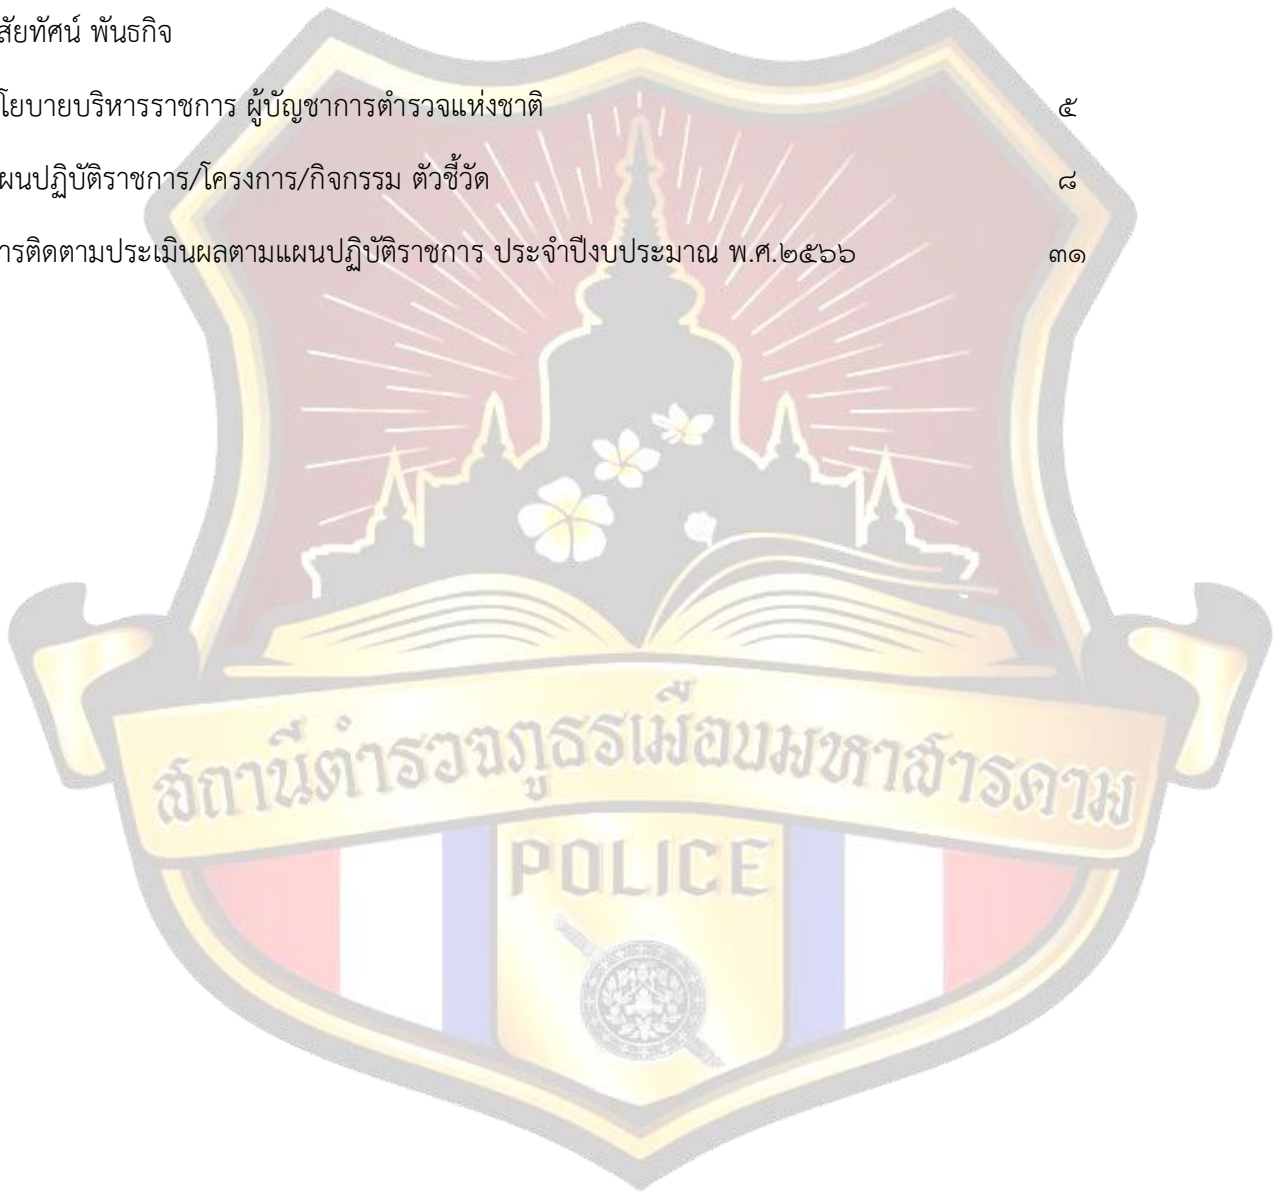 สัยทัศน์ พันธกิจ
โยบายบริหารราชการ ผู้บัญชาการตำรวจแห่งชาติ ๕
ผนปฏิบัติราชการ/โครงการ/กิจกรรม ตัวชี้วัด ๘
ารติดตามประเมินผลตามแผนปฏิบัติราชการ ประจำปีงบประมาณ พ.ศ.๒๕๖๖ ๓๑
สถานีตำรวจภูธรเมืองมหาสารคาม
POLICE